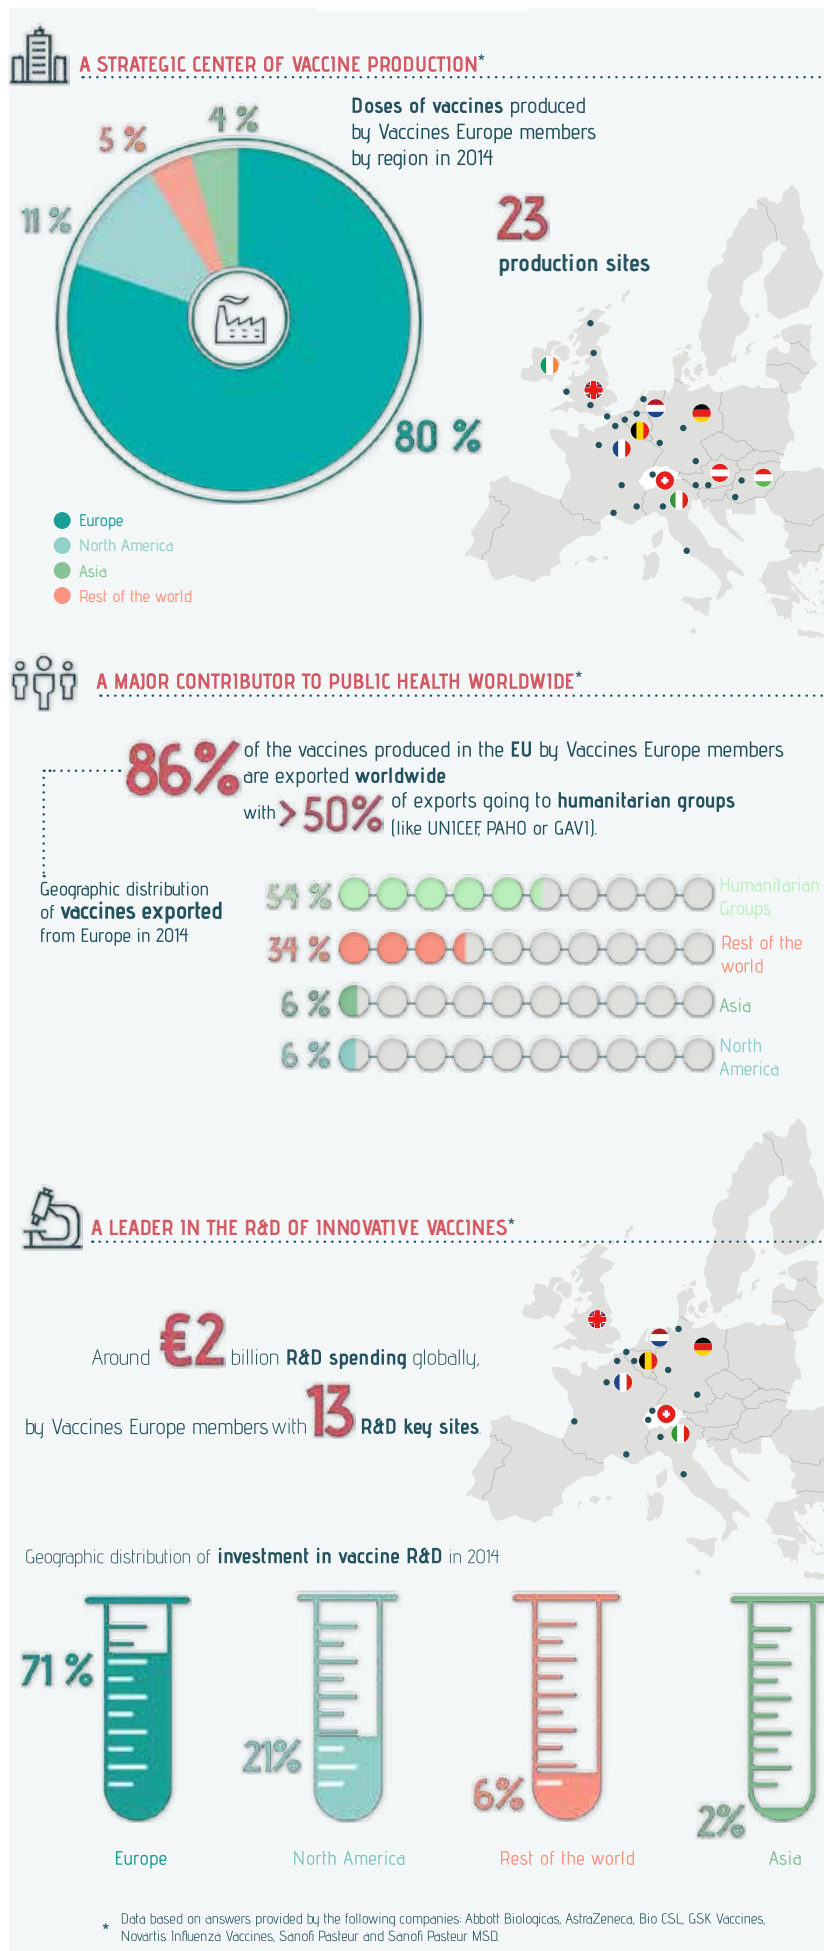 A STRATEGIC CENTER OF VACCINE PRODUCTION*
Doses of vaccines produced
by Vaccines Europe members
by region in 2014
4 %
5 %
11 %
80 %
23
production sites
Europe
North America
Asia
Rest of the world
A MAJOR CONTRIBUTOR TO PUBLIC HEALTH WORLDWIDE*
86% of the vaccines produced in the EU by Vaccines Europe members
are exported worldwide
with >50% of exports going to humanitarian groups
(like UNICEF, PAHO or GAVI).
Geographic distribution
of vaccines exported
from Europe in 2014
54 % Humanitarian
Groups
34 % Rest of the
world
6 % Asia
6 % North
America
A LEADER IN THE R&D OF INNOVATIVE VACCINES*
Around €2 billion R&D spending globally,
by Vaccines Europe members with 13 R&D key sites.
Geographic distribution of investment in vaccine R&D in 2014
71 %
21%
6%
2%
Europe
North America
Rest of the world
Asia
* Data based on answers provided by the following companies: Abbott Biologicas, AstraZeneca, Bio CSL, GSK Vaccines,
Novartis Influenza Vaccines, Sanofi Pasteur and Sanofi Pasteur MSD.